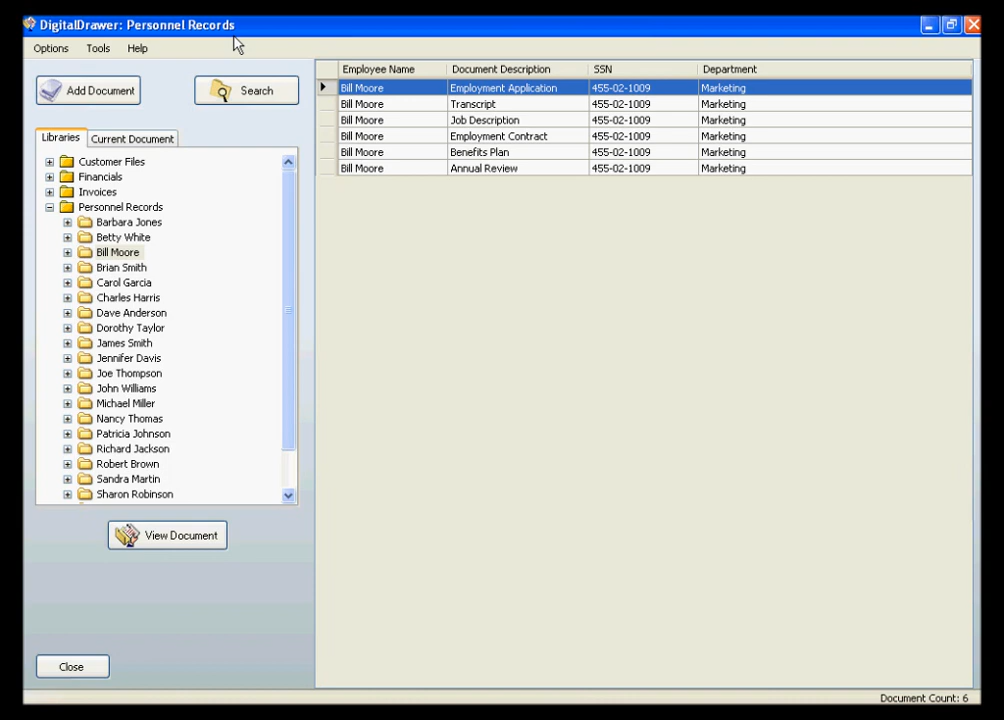 DigitalDrawer: Personnel Records
Options Tools Help
Add Document Search
Libraries Current Document
Customer Files
Financials
Invoices
Personnel Records
Barbara Jones
Betty White
Bill Moore
Brian Smith
Carol Garcia
Charles Harris
Dave Anderson
Dorothy Taylor
James Smith
Jennifer Davis
Joe Thompson
John Williams
Michael Miller
Nancy Thomas
Patricia Johnson
Richard Jackson
Robert Brown
Sandra Martin
Sharon Robinson
View Document
Close
Employee Name Document Description SSN Department
Bill Moore Employment Application 455-02-1009 Marketing
Bill Moore Transcript 455-02-1009 Marketing
Bill Moore Job Description 455-02-1009 Marketing
Bill Moore Employment Contract 455-02-1009 Marketing
Bill Moore Benefits Plan 455-02-1009 Marketing
Bill Moore Annual Review 455-02-1009 Marketing
Document Count: 6